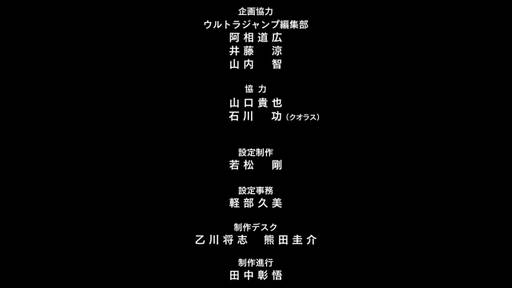 企画協力
ウルトラジャンプ編集部
阿相道広
井藤 涼
山内 智
協力
山口貴也
石川 功(クオラス)
設定制作
若松 剛
設定事務
軽部久美
制作デスク
乙川将志 熊田圭介
制作進行
田中彰悟